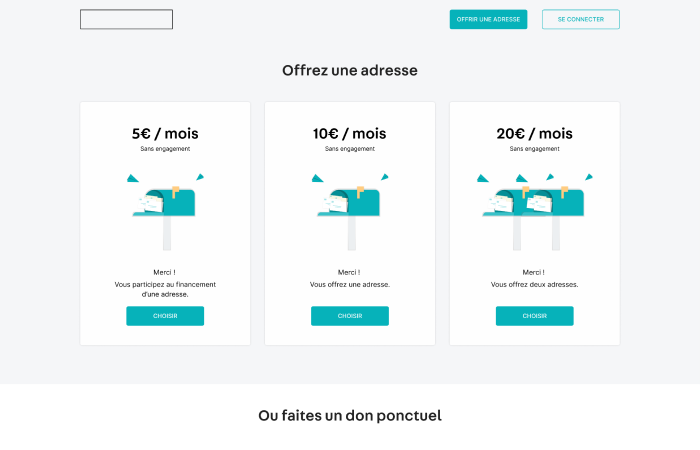 OFFRIR UNE ADRESSE
SE CONNECTER
Offrez une adresse
5€ / mois
Sans engagement
Merci !
Vous participez au financement
d'une adresse.
CHOISIR
10€ / mois
Sans engagement
Merci !
Vous offrez une adresse.
CHOISIR
20€ / mois
Sans engagement
Merci !
Vous offrez deux adresses.
CHOISIR
Ou faites un don ponctuel